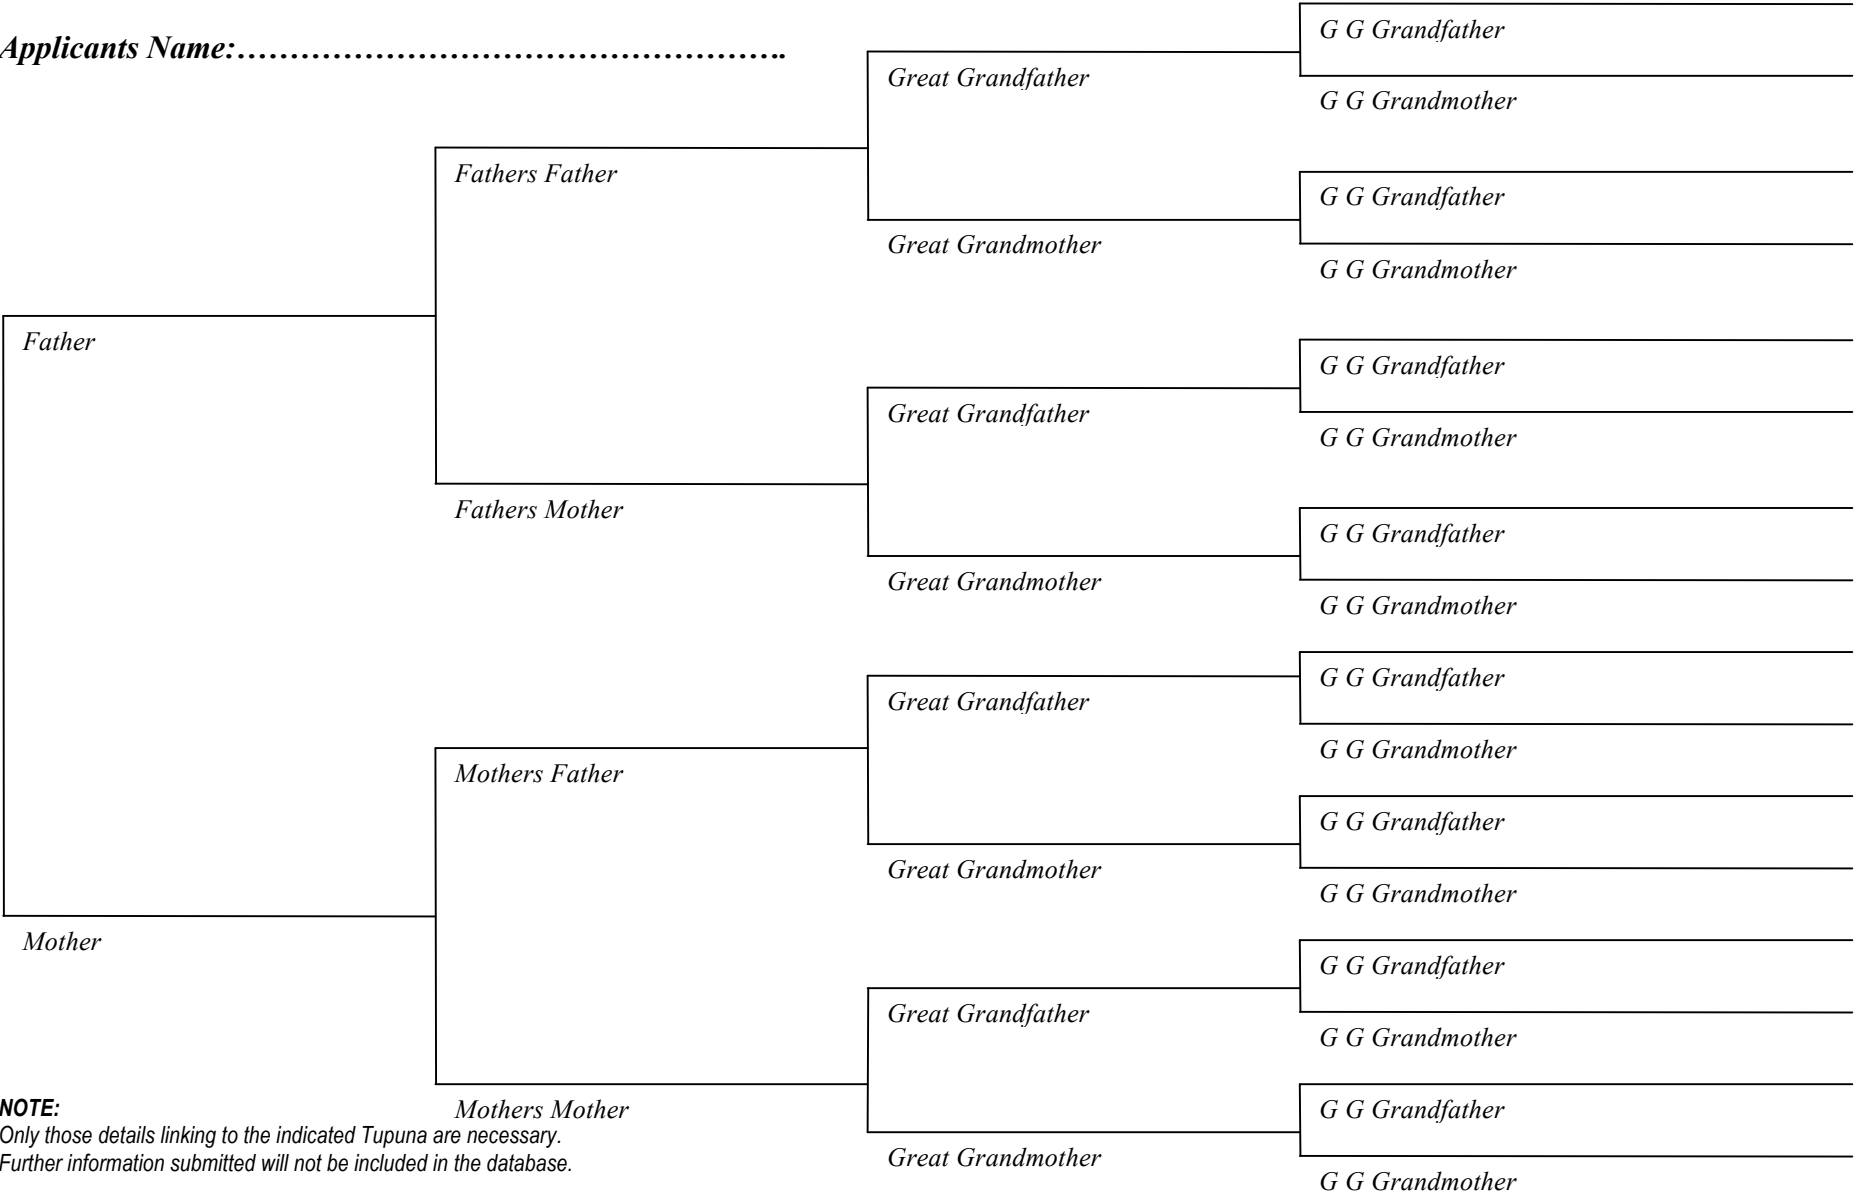 Applicants Name:…………………………………………….
G G Grandfather
Great Grandfather
G G Grandmother
Fathers Father
G G Grandfather
Great Grandmother
G G Grandmother
Father
G G Grandfather
Great Grandfather
G G Grandmother
Fathers Mother
G G Grandfather
Great Grandmother
G G Grandmother
G G Grandfather
Great Grandfather
G G Grandmother
Mothers Father
G G Grandfather
Great Grandmother
G G Grandmother
Mother
G G Grandfather
Great Grandfather
G G Grandmother
Mothers Mother
G G Grandfather
Great Grandmother
G G Grandmother
NOTE:
Only those details linking to the indicated Tupuna are necessary.
Further information submitted will not be included in the database.